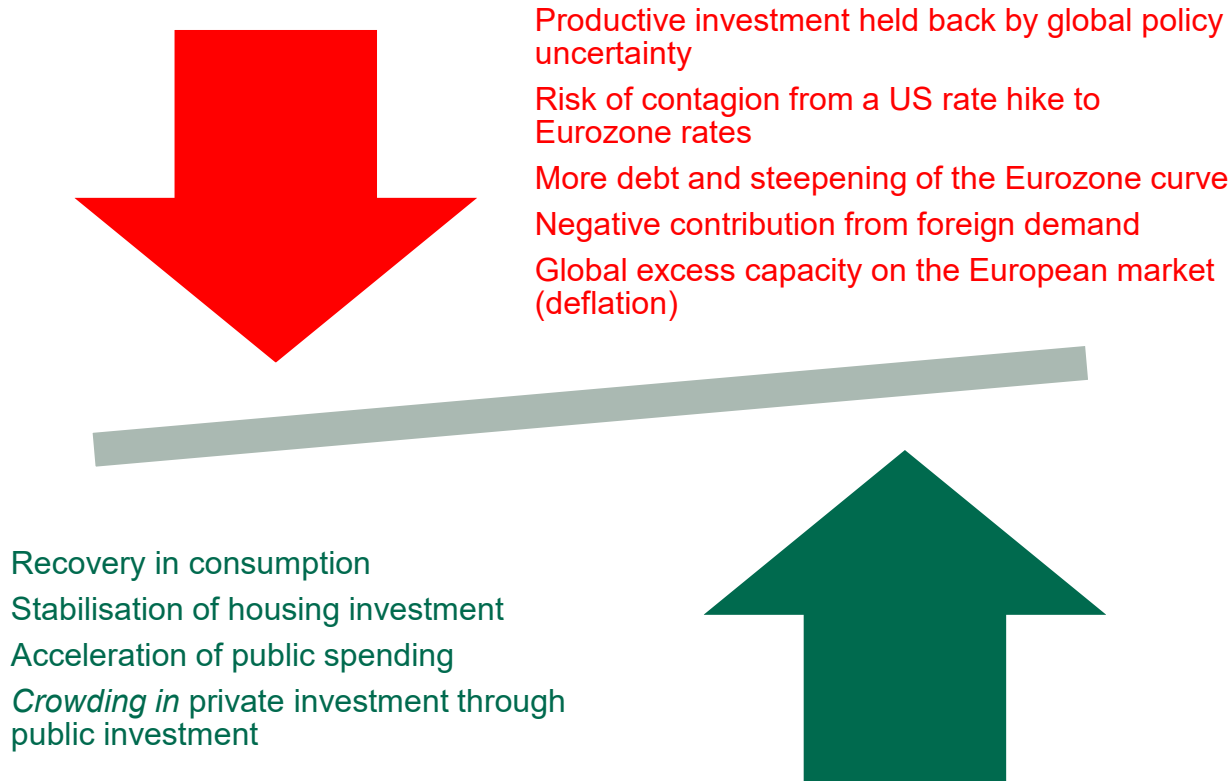 Productive investment held back by global policy
uncertainty
Risk of contagion from a US rate hike to
Eurozone rates
More debt and steepening of the Eurozone curve
Negative contribution from foreign demand
Global excess capacity on the European market
(deflation)
Recovery in consumption
Stabilisation of housing investment
Acceleration of public spending
Crowding in private investment through
public investment